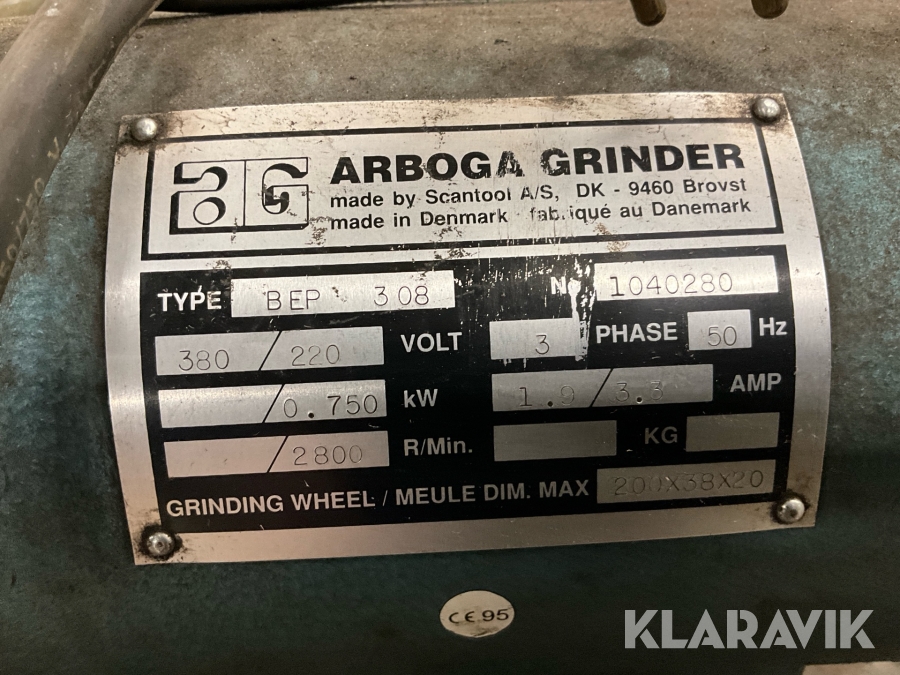 AG ARBOGA GRINDER
made by Scantool A/S, DK - 9460 Brovst
made in Denmark fabriqué au Danemark
TYPE BEP 308 No 1040280
380 / 220 VOLT 3 PHASE 50 Hz
/ 0.750 kW 1.9 / 3.3 AMP
/ 2800 R/Min. KG
GRINDING WHEEL / MEULE DIM. MAX 200X38X20
CE 95
KLARAVIK